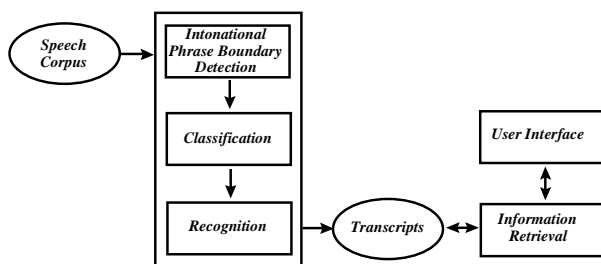 Speech
Corpus
Intonational
Phrase Boundary
Detection
Classification
Recognition
Transcripts
User Interface
Information
Retrieval